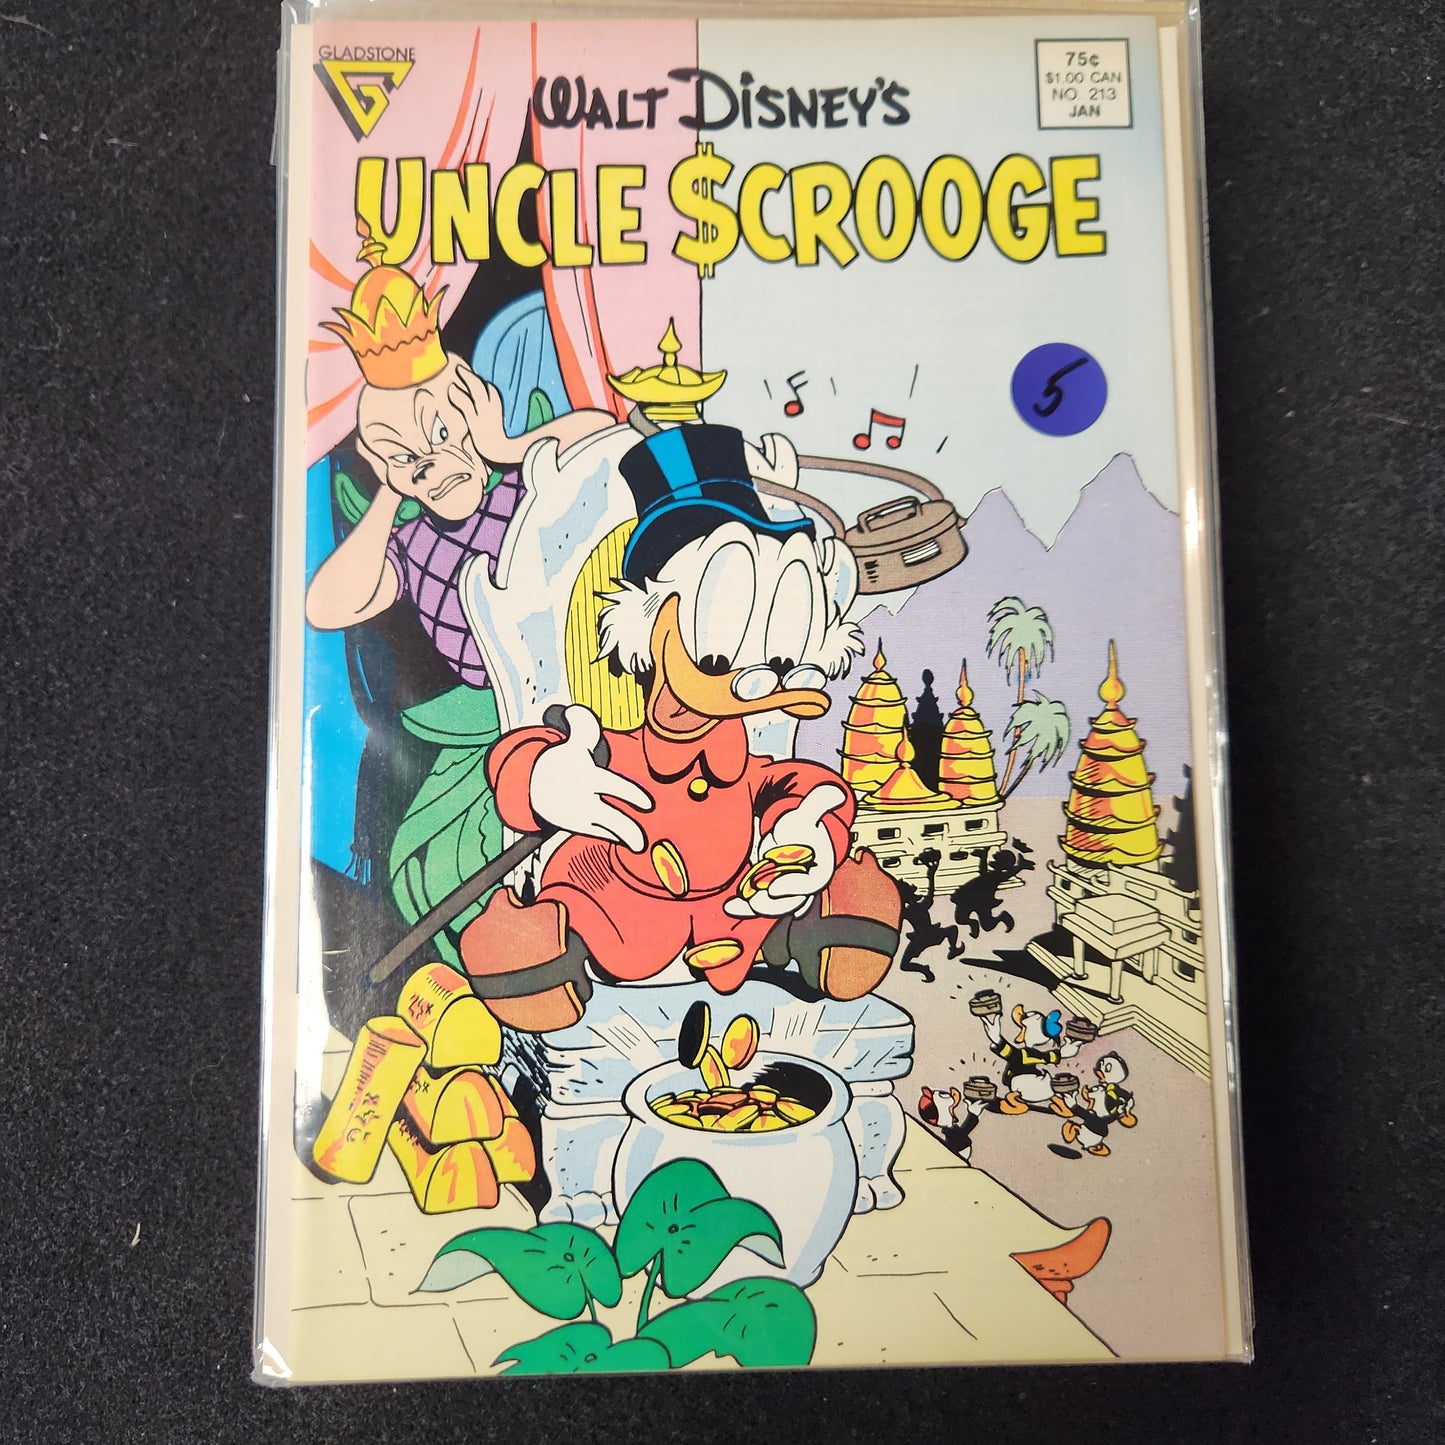 GLADSTONE
G
75¢
$1.00 CAN
NO. 213
JAN
WALT DISNEY'S
UNCLE $CROOGE
5